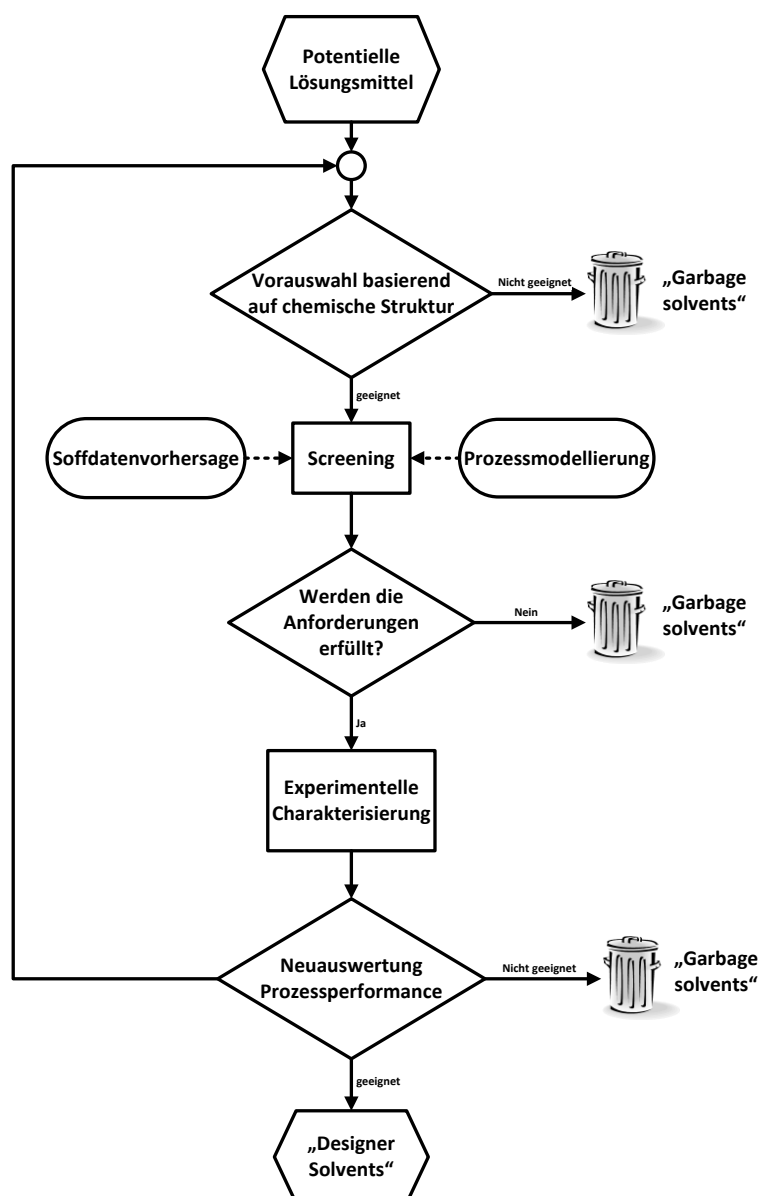 Potentielle
Lösungsmittel
Vorauswahl basierend
auf chemische Struktur
Nicht geeignet
„Garbage
solvents“
geeignet
Soffdatenvorhersage
Screening
Prozessmodellierung
Werden die
Anforderungen
erfüllt?
Nein
„Garbage
solvents“
Ja
Experimentelle
Charakterisierung
Neuauswertung
Prozessperformance
Nicht geeignet
„Garbage
solvents“
geeignet
„Designer
Solvents“